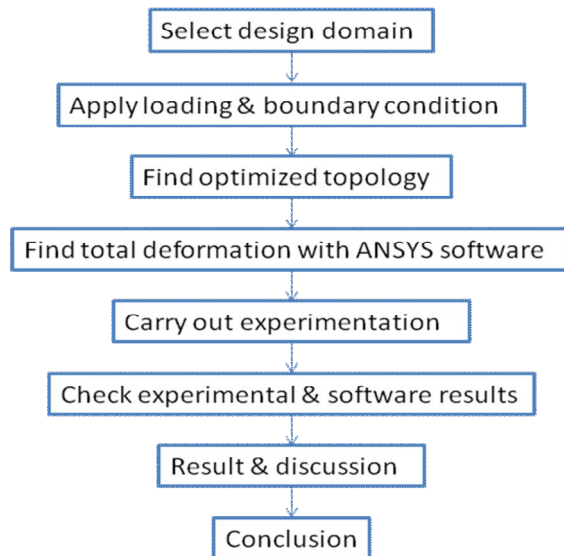 Select design domain
Apply loading & boundary condition
Find optimized topology
Find total deformation with ANSYS software
Carry out experimentation
Check experimental & software results
Result & discussion
Conclusion